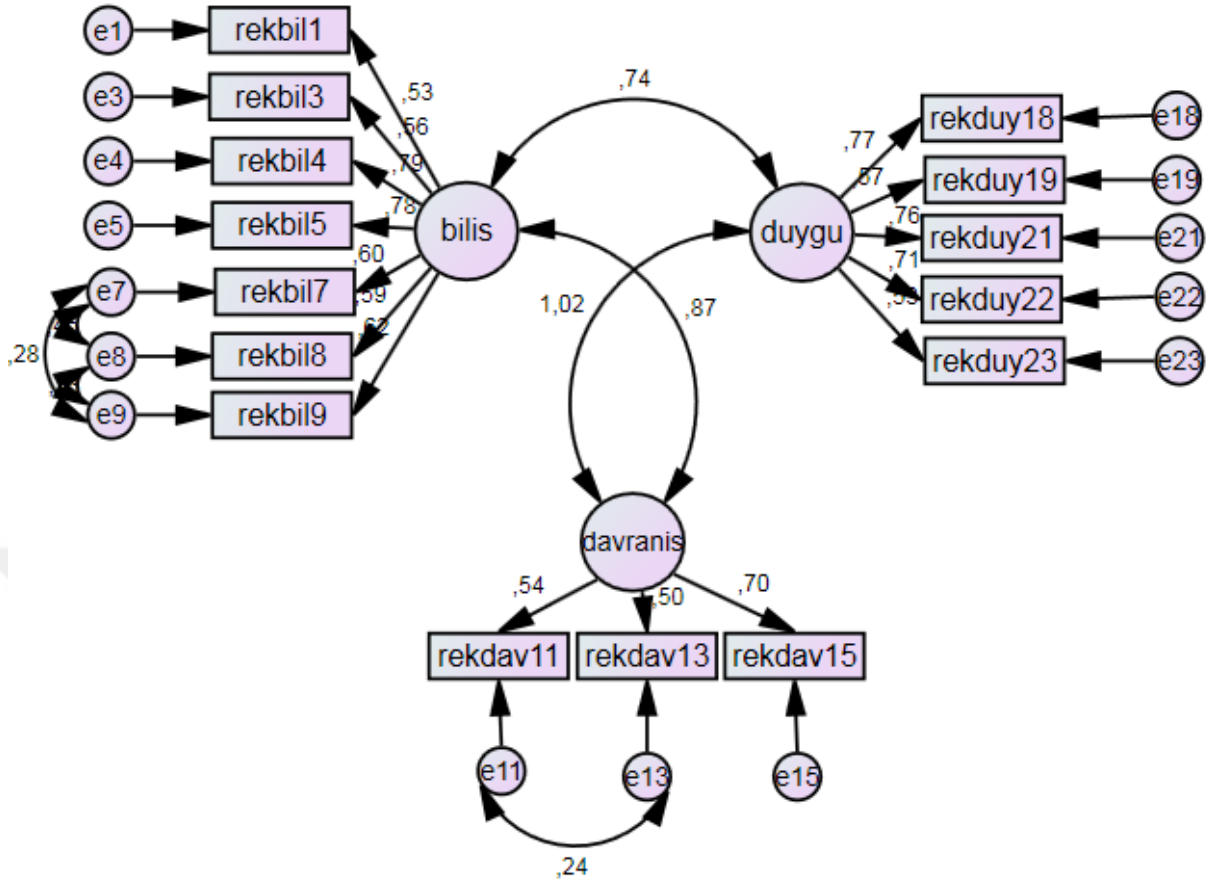 e1
rekbil1
e3
rekbil3
e4
rekbil4
e5
rekbil5
e7
rekbil7
e8
rekbil8
e9
rekbil9
,28
,53
,56
,79
,78
,60
,59
,62
bilis
,74
duygu
,77
,76
,71
rekduy18
e18
rekduy19
e19
rekduy21
e21
rekduy22
e22
rekduy23
e23
1,02
,87
davranis
,54
,50
,70
rekdav11
rekdav13
rekdav15
e11
e13
e15
,24